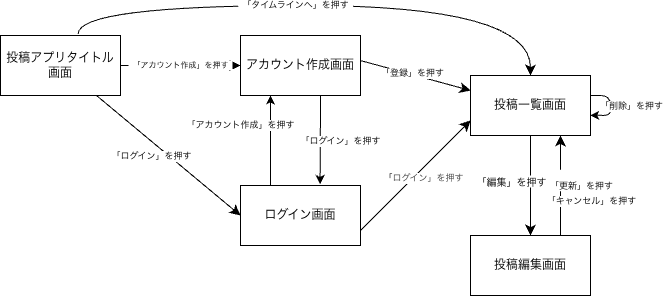 「タイムラインへ」を押す
投稿アプリタイトル
画面
「アカウント作成」を押す
アカウント作成画面
「登録」を押す
投稿一覧画面
「削除」を押す
「アカウント作成」を押す
「ログイン」を押す
「ログイン」を押す
「ログイン」を押す
「編集」を押す
「更新」を押す
「キャンセル」を押す
ログイン画面
投稿編集画面